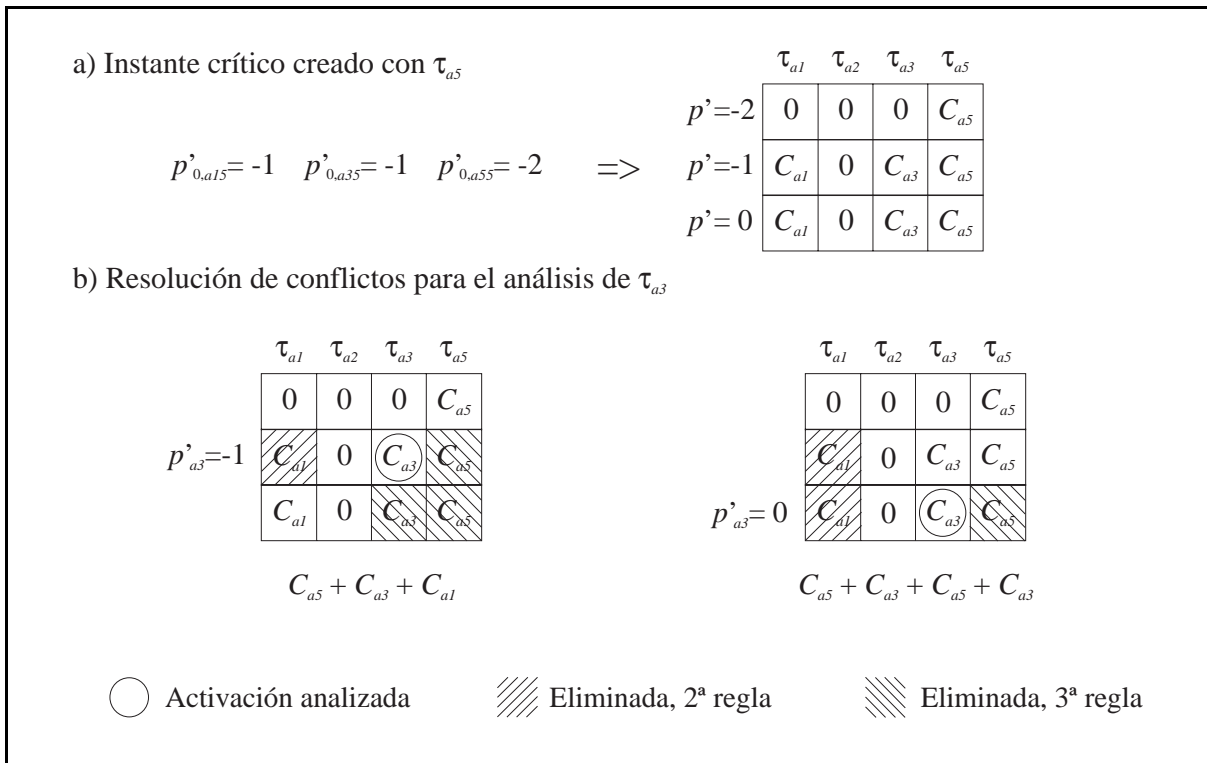 a) Instante crítico creado con τa5
τa1 τa2 τa3 τa5
p’=-2 0 0 0 Ca5
p’0,a15= -1 p’0,a35= -1 p’0,a55= -2 => p’=-1 Ca1 0 Ca3 Ca5
p’= 0 Ca1 0 Ca3 Ca5
b) Resolución de conflictos para el análisis de τa3
τa1 τa2 τa3 τa5
0 0 0 Ca5
p’a3=-1 Ca1 0 Ca3 Ca5
Ca1 0 Ca3 Ca5
Ca5 + Ca3 + Ca1
τa1 τa2 τa3 τa5
0 0 0 Ca5
Ca1 0 Ca3 Ca5
p’a3= 0 Ca1 0 Ca3 Ca5
Ca5 + Ca3 + Ca5 + Ca3
Activación analizada
Eliminada, 2ª regla
Eliminada, 3ª regla